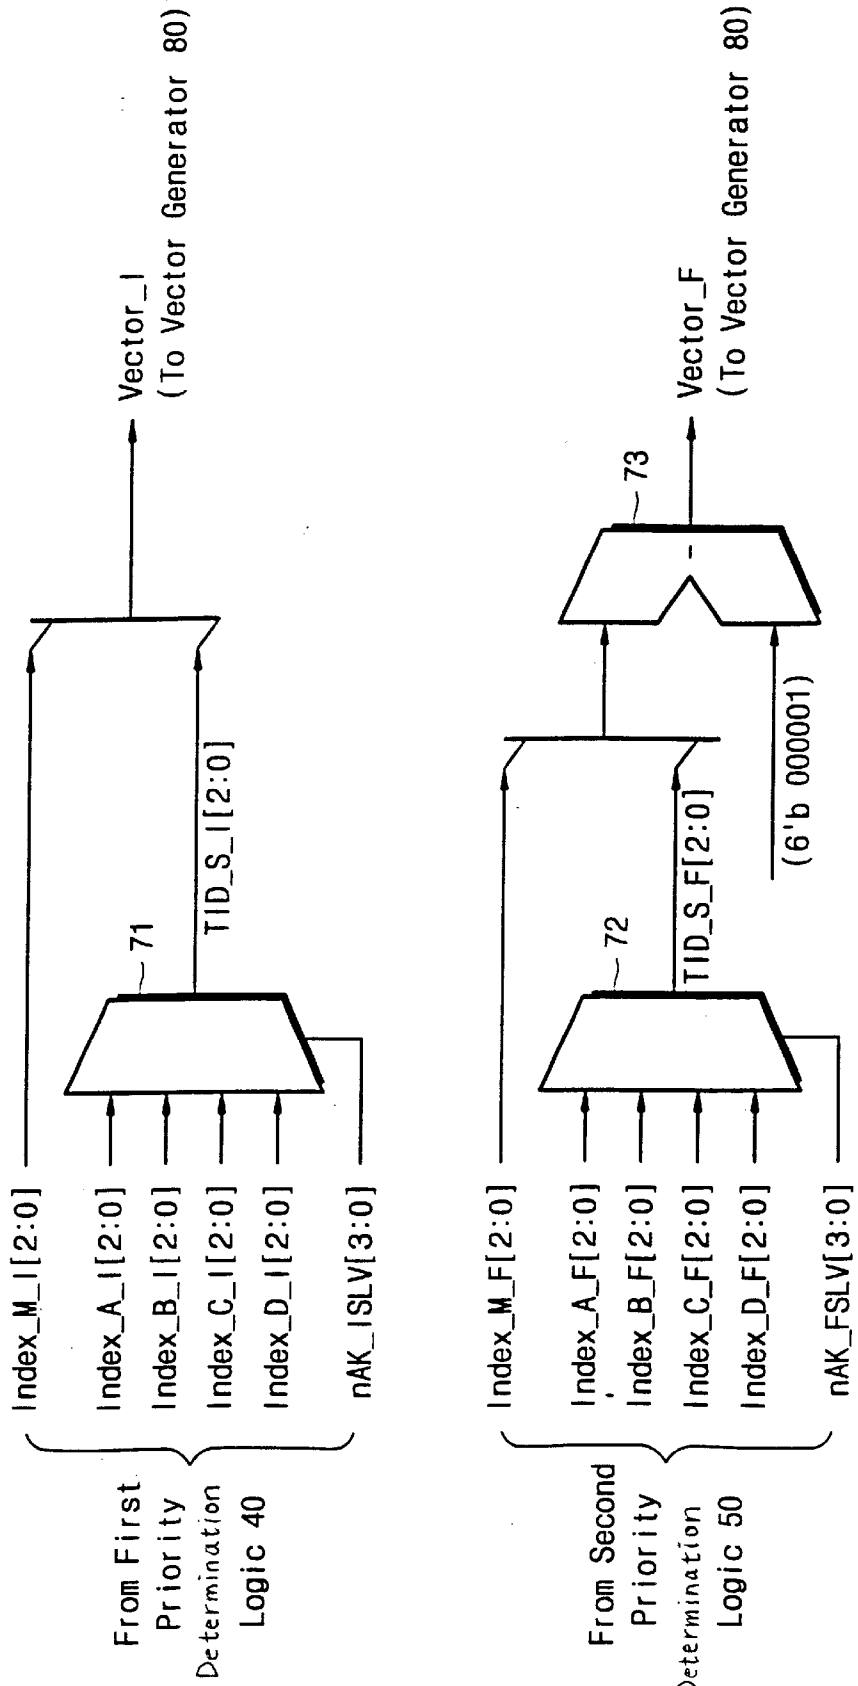 From First
Priority
Determination
Logic 40
Index_M_I[2:0]
Index_A_I[2:0]
Index_B_I[2:0]
Index_C_I[2:0]
Index_D_I[2:0]
nAK_ISLV[3:0]
71
TID_S_I[2:0]
Vector_I
(To Vector Generator 80)
From Second
Priority
Determination
Logic 50
Index_M_F[2:0]
Index_A_F[2:0]
Index_B_F[2:0]
Index_C_F[2:0]
Index_D_F[2:0]
nAK_FSLV[3:0]
72
TID_S_F[2:0]
(6'b 000001)
73
Vector_F
(To Vector Generator 80)